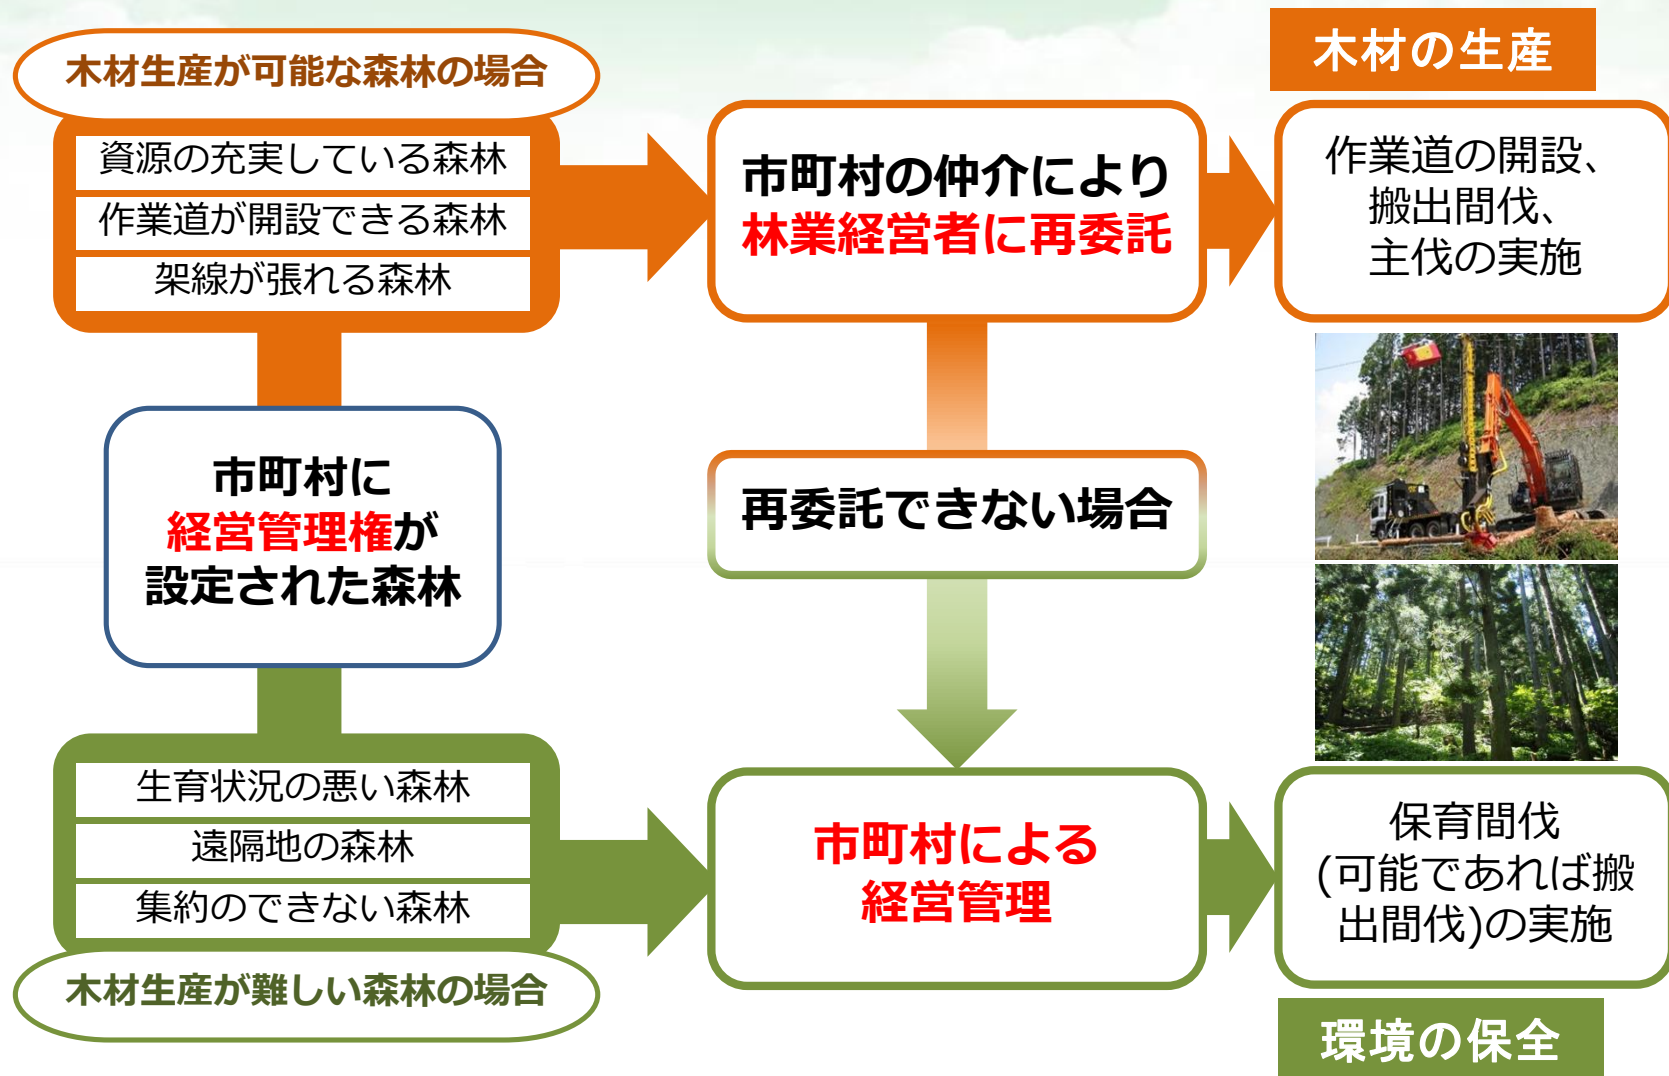 木材生産が可能な森林の場合
資源の充実している森林
作業道が開設できる森林
架線が張れる森林
市町村の仲介により
林業経営者に再委託
木材の生産
作業道の開設、
搬出間伐、
主伐の実施
市町村に
経営管理権が
設定された森林
再委託できない場合
生育状況の悪い森林
遠隔地の森林
集約のできない森林
木材生産が難しい森林の場合
市町村による
経営管理
保育間伐
(可能であれば搬
出間伐)の実施
環境の保全